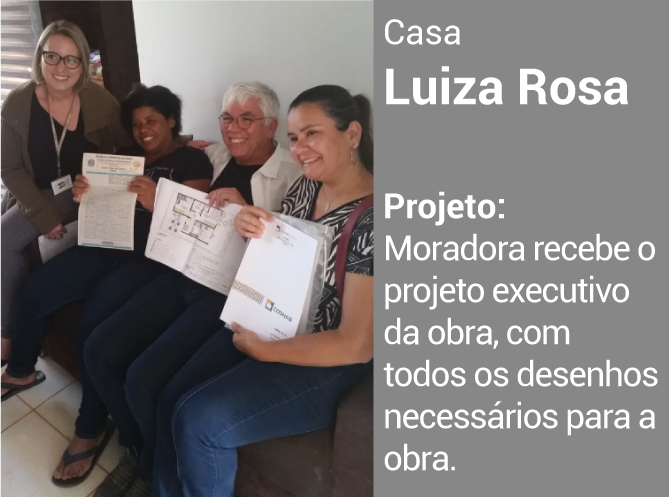 Casa
Luiza Rosa
Projeto:
Moradora recebe o
projeto executivo
da obra, com
todos os desenhos
necessários para a
obra.